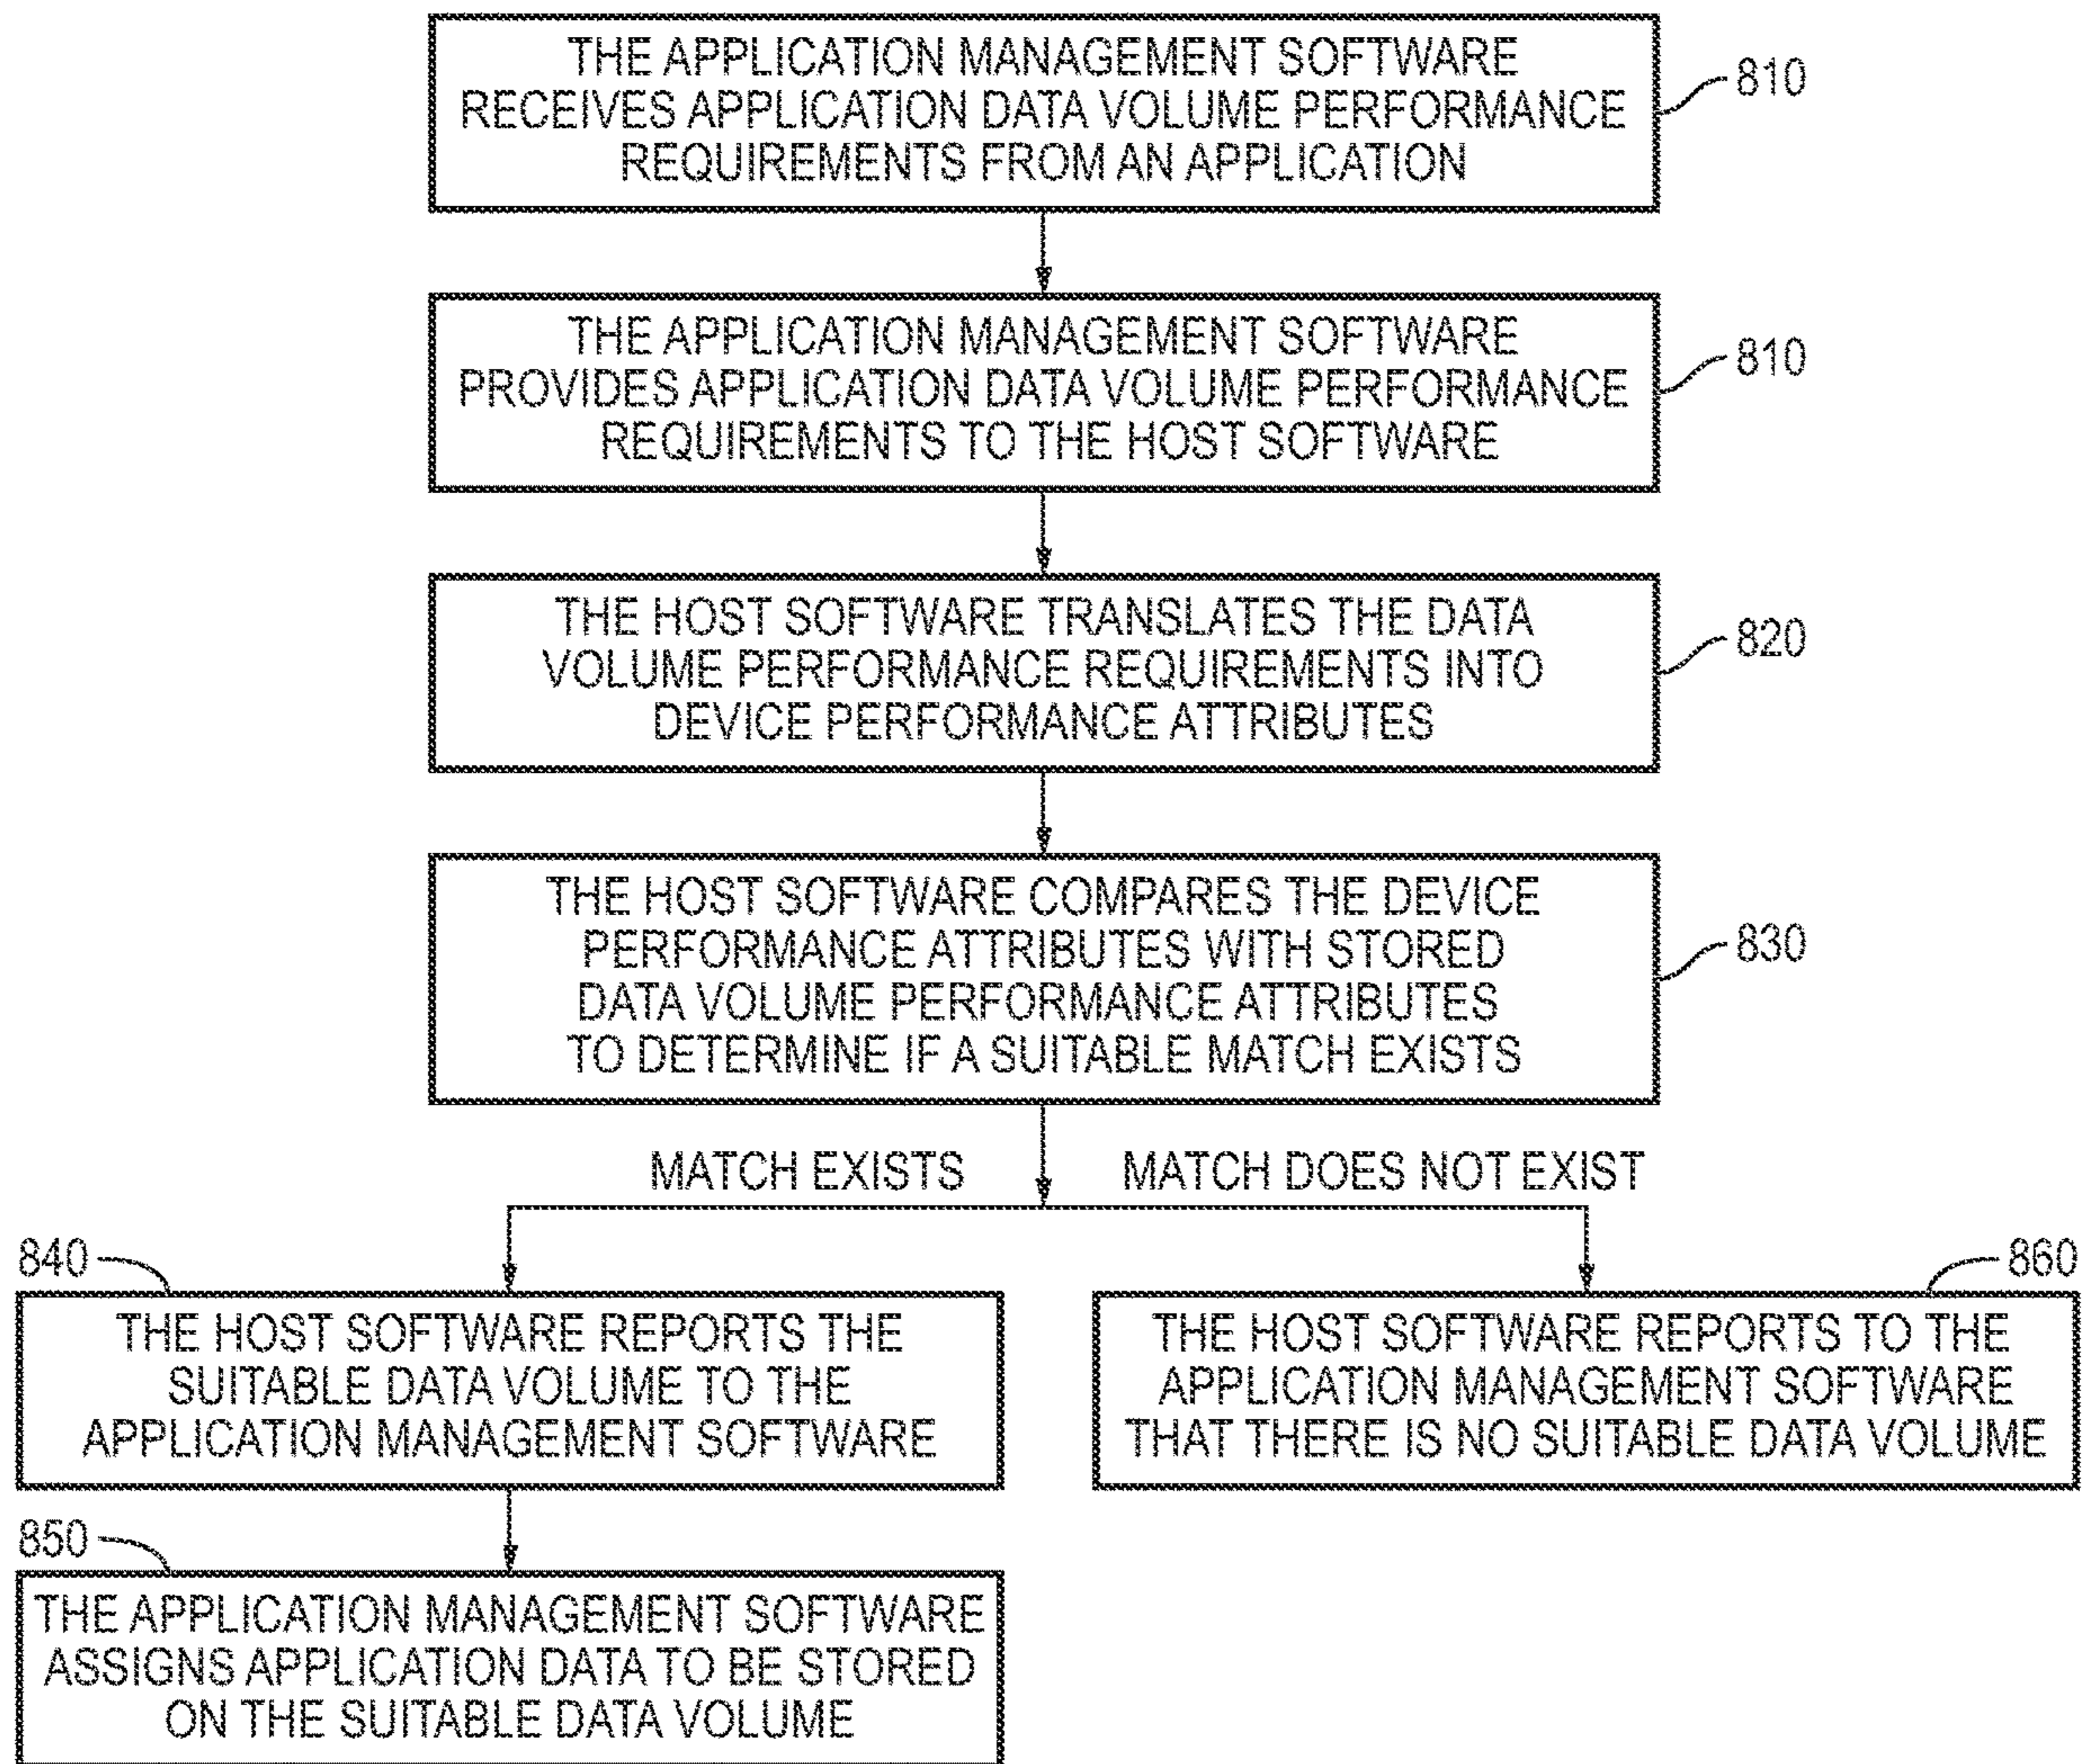 THE APPLICATION MANAGEMENT SOFTWARE
RECEIVES APPLICATION DATA VOLUME PERFORMANCE
REQUIREMENTS FROM AN APPLICATION
810
THE APPLICATION MANAGEMENT SOFTWARE
PROVIDES APPLICATION DATA VOLUME PERFORMANCE
REQUIREMENTS TO THE HOST SOFTWARE
810
THE HOST SOFTWARE TRANSLATES THE DATA
VOLUME PERFORMANCE REQUIREMENTS INTO
DEVICE PERFORMANCE ATTRIBUTES
820
THE HOST SOFTWARE COMPARES THE DEVICE
PERFORMANCE ATTRIBUTES WITH STORED
DATA VOLUME PERFORMANCE ATTRIBUTES
TO DETERMINE IF A SUITABLE MATCH EXISTS
830
MATCH EXISTS
MATCH DOES NOT EXIST
840
THE HOST SOFTWARE REPORTS THE
SUITABLE DATA VOLUME TO THE
APPLICATION MANAGEMENT SOFTWARE
860
THE HOST SOFTWARE REPORTS TO THE
APPLICATION MANAGEMENT SOFTWARE
THAT THERE IS NO SUITABLE DATA VOLUME
850
THE APPLICATION MANAGEMENT SOFTWARE
ASSIGNS APPLICATION DATA TO BE STORED
ON THE SUITABLE DATA VOLUME